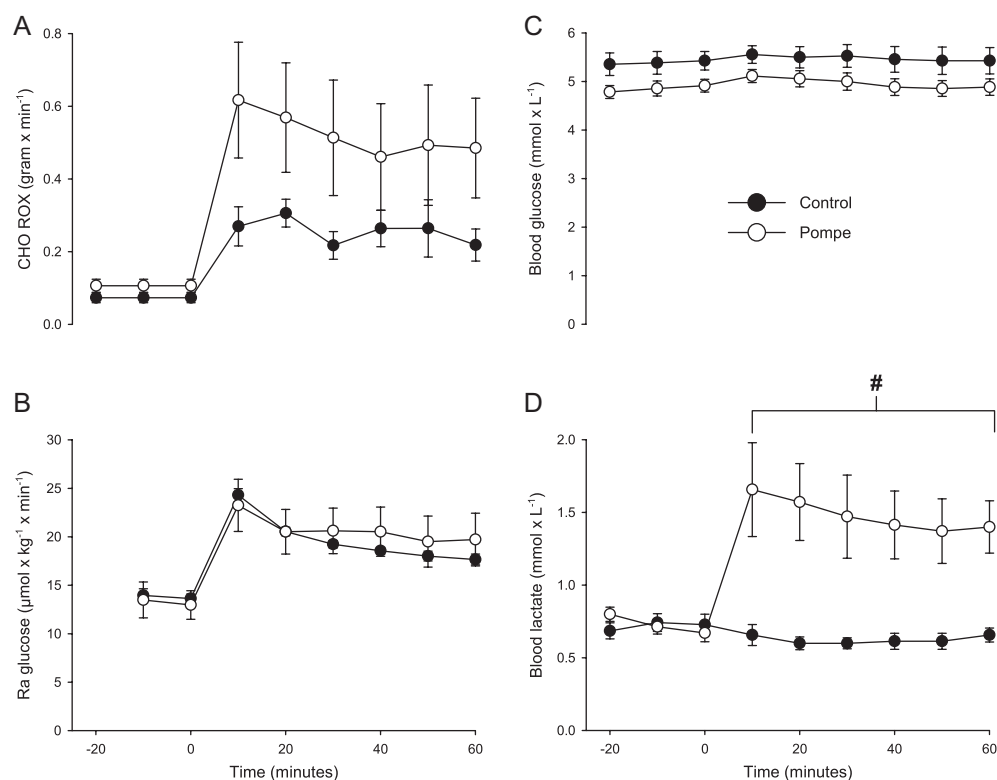 A
CHO ROX (gram x min⁻¹)
0.8
0.6
0.4
0.2
0.0
C
Blood glucose (mmol x L⁻¹)
6
5
4
3
2
1
0
Control
Pompe
B
Ra glucose (µmol x kg⁻¹ x min⁻¹)
30
25
20
15
10
5
0
-20 0 20 40 60
Time (minutes)
D
#
Blood lactate (mmol x L⁻¹)
2.0
1.5
1.0
0.5
0.0
-20 0 20 40 60
Time (minutes)